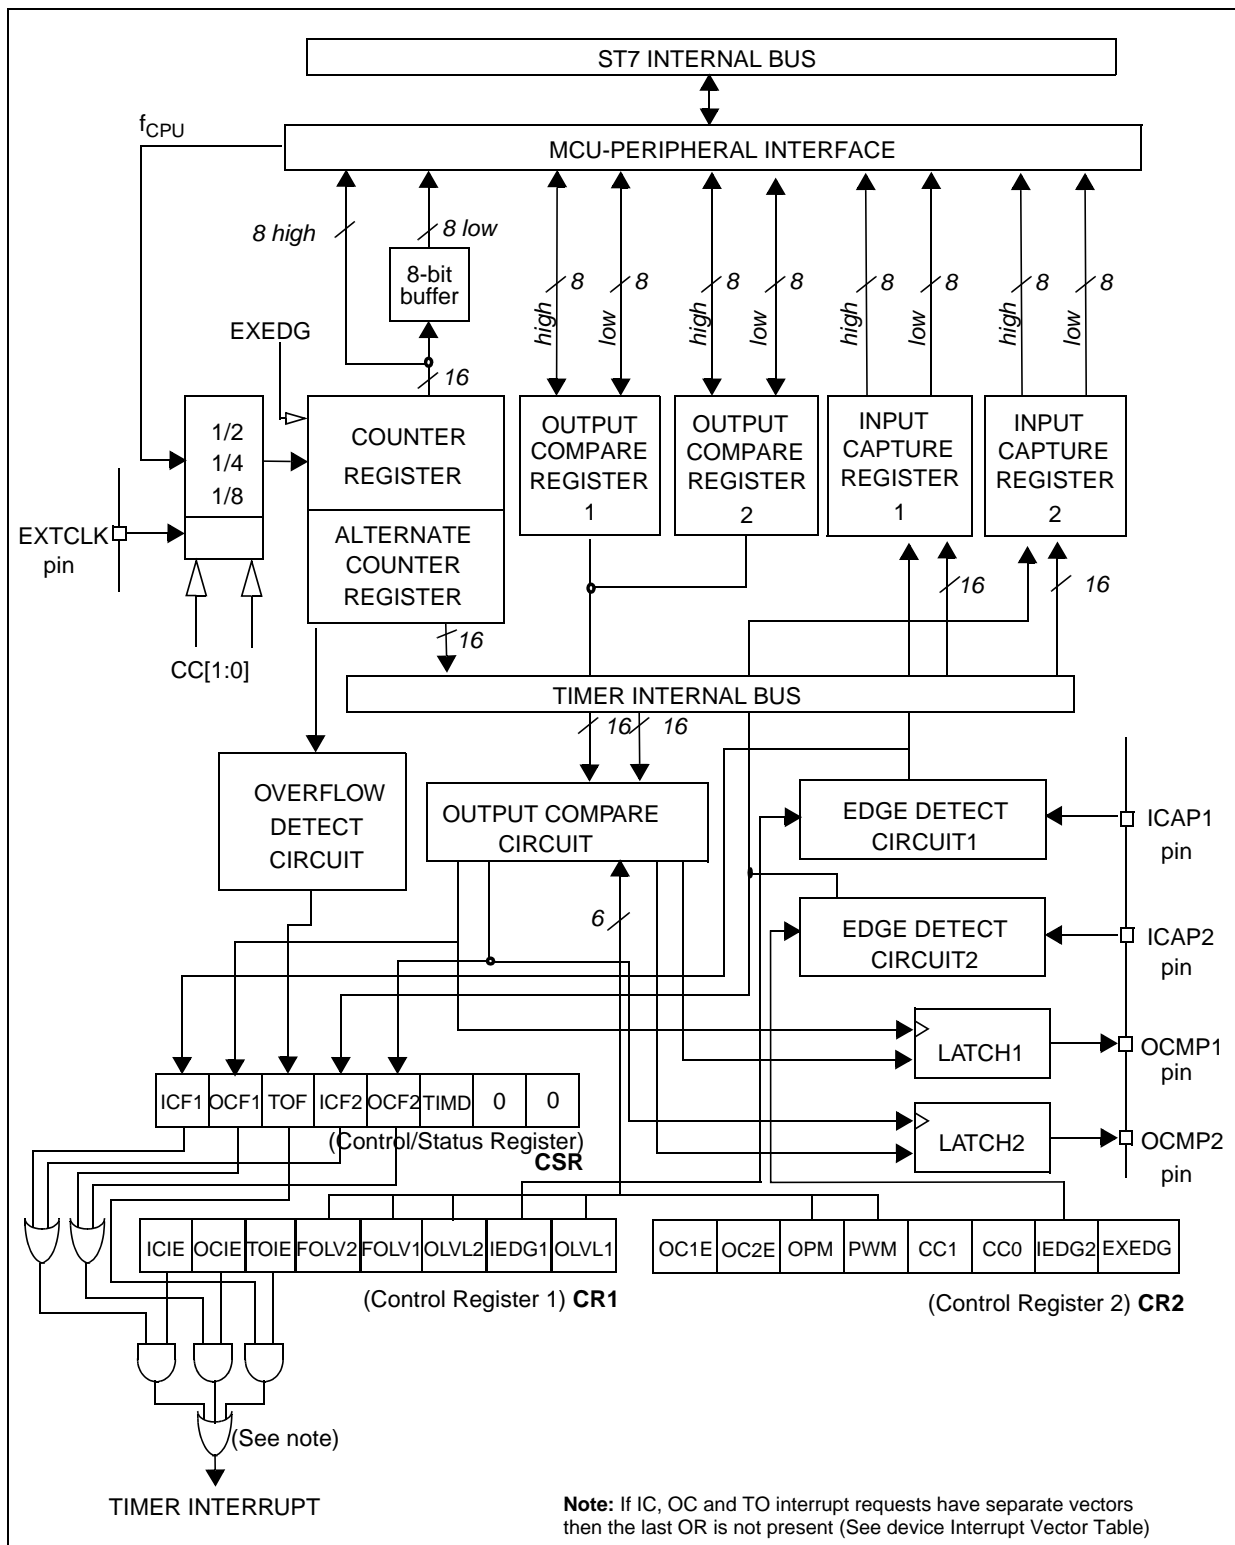 ST7 INTERNAL BUS
fCPU
MCU-PERIPHERAL INTERFACE
8 high
8 low
8-bit
buffer
EXEDG
16
high
8
low
8
high
8
low
8
high
8
low
8
high
8
low
8
1/2
1/4
1/8
COUNTER
REGISTER
OUTPUT
COMPARE
REGISTER
1
OUTPUT
COMPARE
REGISTER
2
INPUT
CAPTURE
REGISTER
1
INPUT
CAPTURE
REGISTER
2
EXTCLK
pin
ALTERNATE
COUNTER
REGISTER
16
16
16
CC[1:0]
TIMER INTERNAL BUS
16
16
OVERFLOW
DETECT
CIRCUIT
OUTPUT COMPARE
CIRCUIT
6
EDGE DETECT
CIRCUIT1
ICAP1
pin
EDGE DETECT
CIRCUIT2
ICAP2
pin
LATCH1
OCMP1
pin
LATCH2
OCMP2
pin
ICF1 OCF1 TOF ICF2 OCF2 TIMD 0 0
(Control/Status Register)
CSR
ICIE OCIE TOIE FOLV2 FOLV1 OLVL2 IEDG1 OLVL1
(Control Register 1) CR1
OC1E OC2E OPM PWM CC1 CC0 IEDG2 EXEDG
(Control Register 2) CR2
(See note)
TIMER INTERRUPT
Note: If IC, OC and TO interrupt requests have separate vectors
then the last OR is not present (See device Interrupt Vector Table)